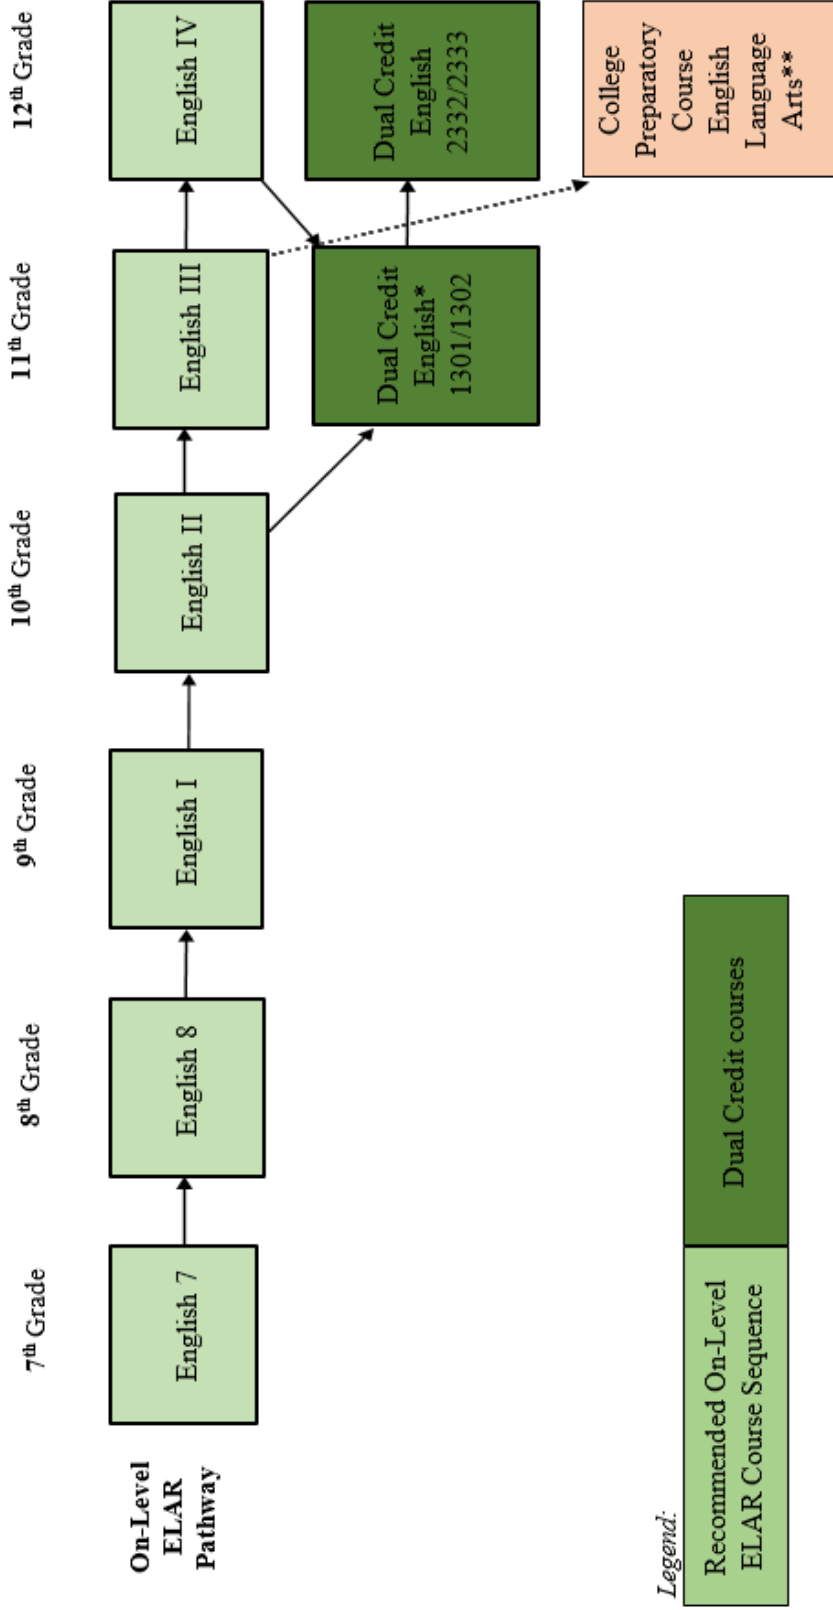 7th Grade
8th Grade
9th Grade
10th Grade
11th Grade
12th Grade
On-Level
ELAR
Pathway
English 7
English 8
English I
English II
English III
English IV
Dual Credit
English*
1301/1302
Dual Credit
English
2332/2333
College
Preparatory
Course
English
Language
Arts**
Legend:
Recommended On-Level
ELAR Course Sequence
Dual Credit courses